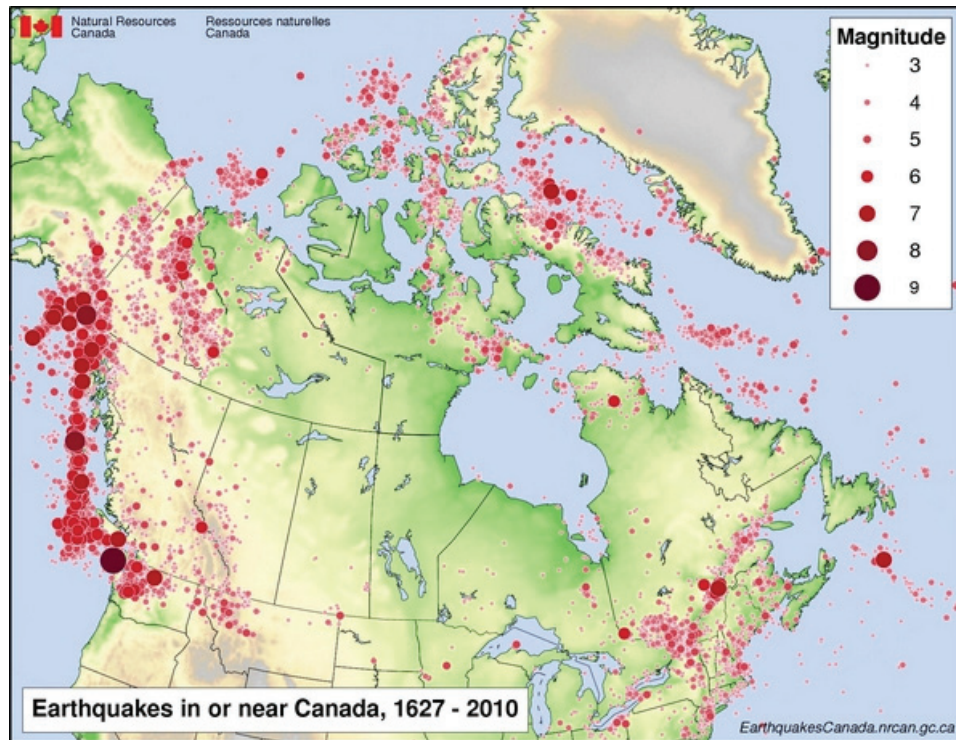 Natural Resources Ressources naturelles
Canada Canada
Magnitude
3
4
5
6
7
8
9
Earthquakes in or near Canada, 1627 - 2010
EarthquakesCanada.nrcan.gc.ca